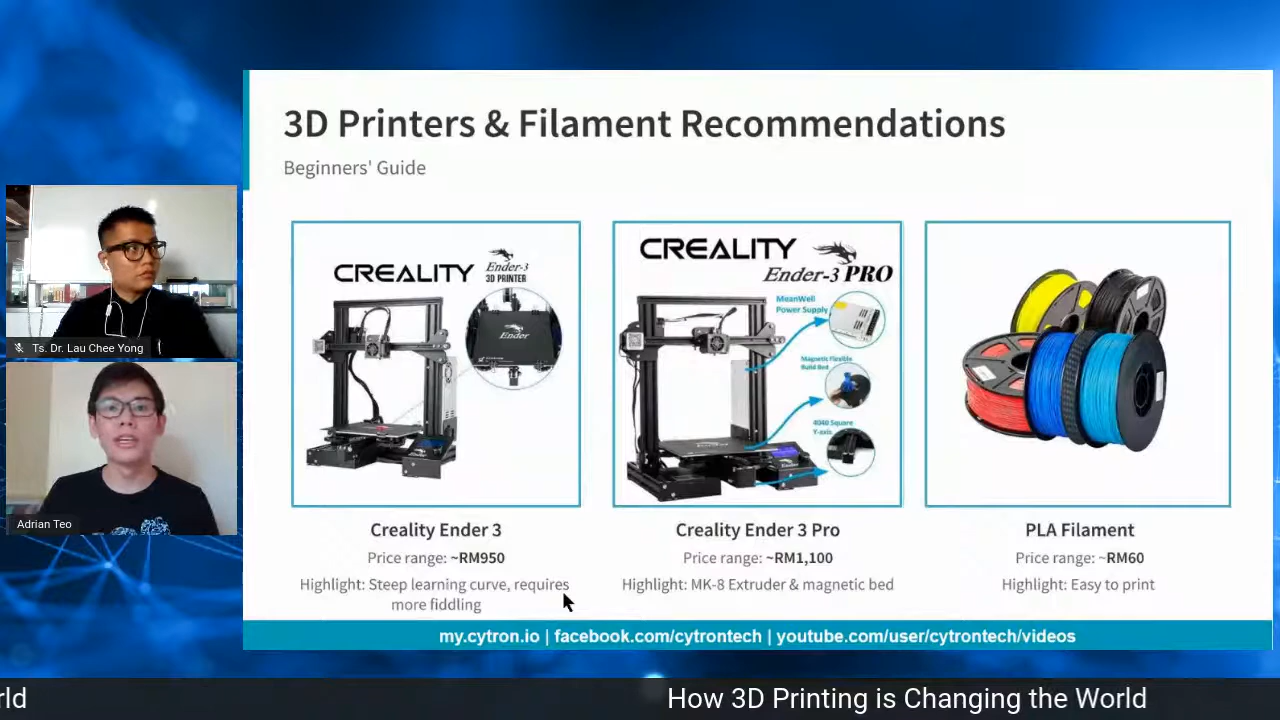 3D Printers & Filament Recommendations
Beginners' Guide
CREALITY
Ender-3
3D PRINTER
Ender
CREALITY
Ender-3 PRO
MeanWell
Power Supply
Magnetic Flexible
Build Bed
4040 Square
Y-axis
Ender
Creality Ender 3
Price range: ~RM950
Highlight: Steep learning curve, requires
more fiddling
Creality Ender 3 Pro
Price range: ~RM1,100
Highlight: MK-8 Extruder & magnetic bed
PLA Filament
Price range: ~RM60
Highlight: Easy to print
my.cytron.io | facebook.com/cytrontech | youtube.com/user/cytrontech/videos
Ts. Dr. Lau Chee Yong
Adrian Teo
rld
How 3D Printing is Changing the World